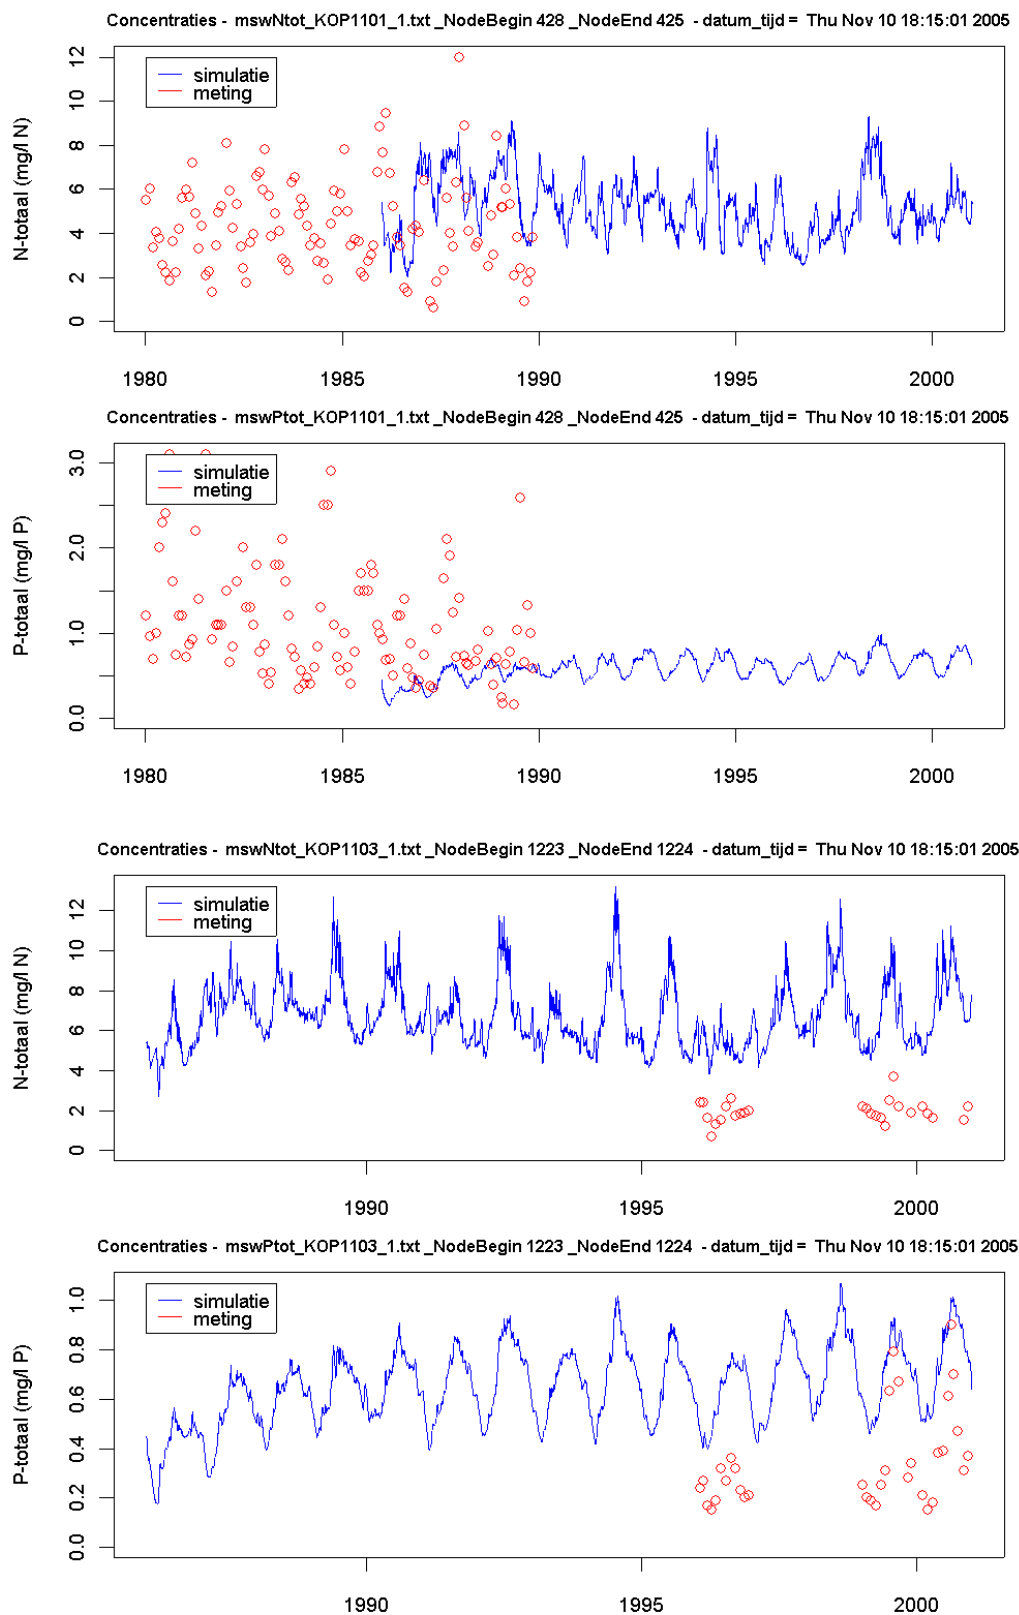 Concentraties - mswNtot_KOP1101_1.txt _NodeBegin 428 _NodeEnd 425 - datum_tijd = Thu Nov 10 18:15:01 2005
simulatie
meting
N-totaal (mg/l N)
12
10
8
6
4
2
0
1980 1985 1990 1995 2000
Concentraties - mswPtot_KOP1101_1.txt _NodeBegin 428 _NodeEnd 425 - datum_tijd = Thu Nov 10 18:15:01 2005
simulatie
meting
P-totaal (mg/l P)
3.0
2.0
1.0
0.0
1980 1985 1990 1995 2000
Concentraties - mswNtot_KOP1103_1.txt _NodeBegin 1223 _NodeEnd 1224 - datum_tijd = Thu Nov 10 18:15:01 2005
simulatie
meting
N-totaal (mg/l N)
12
10
8
6
4
2
0
1990 1995 2000
Concentraties - mswPtot_KOP1103_1.txt _NodeBegin 1223 _NodeEnd 1224 - datum_tijd = Thu Nov 10 18:15:01 2005
simulatie
meting
P-totaal (mg/l P)
1.0
0.8
0.6
0.4
0.2
0.0
1990 1995 2000